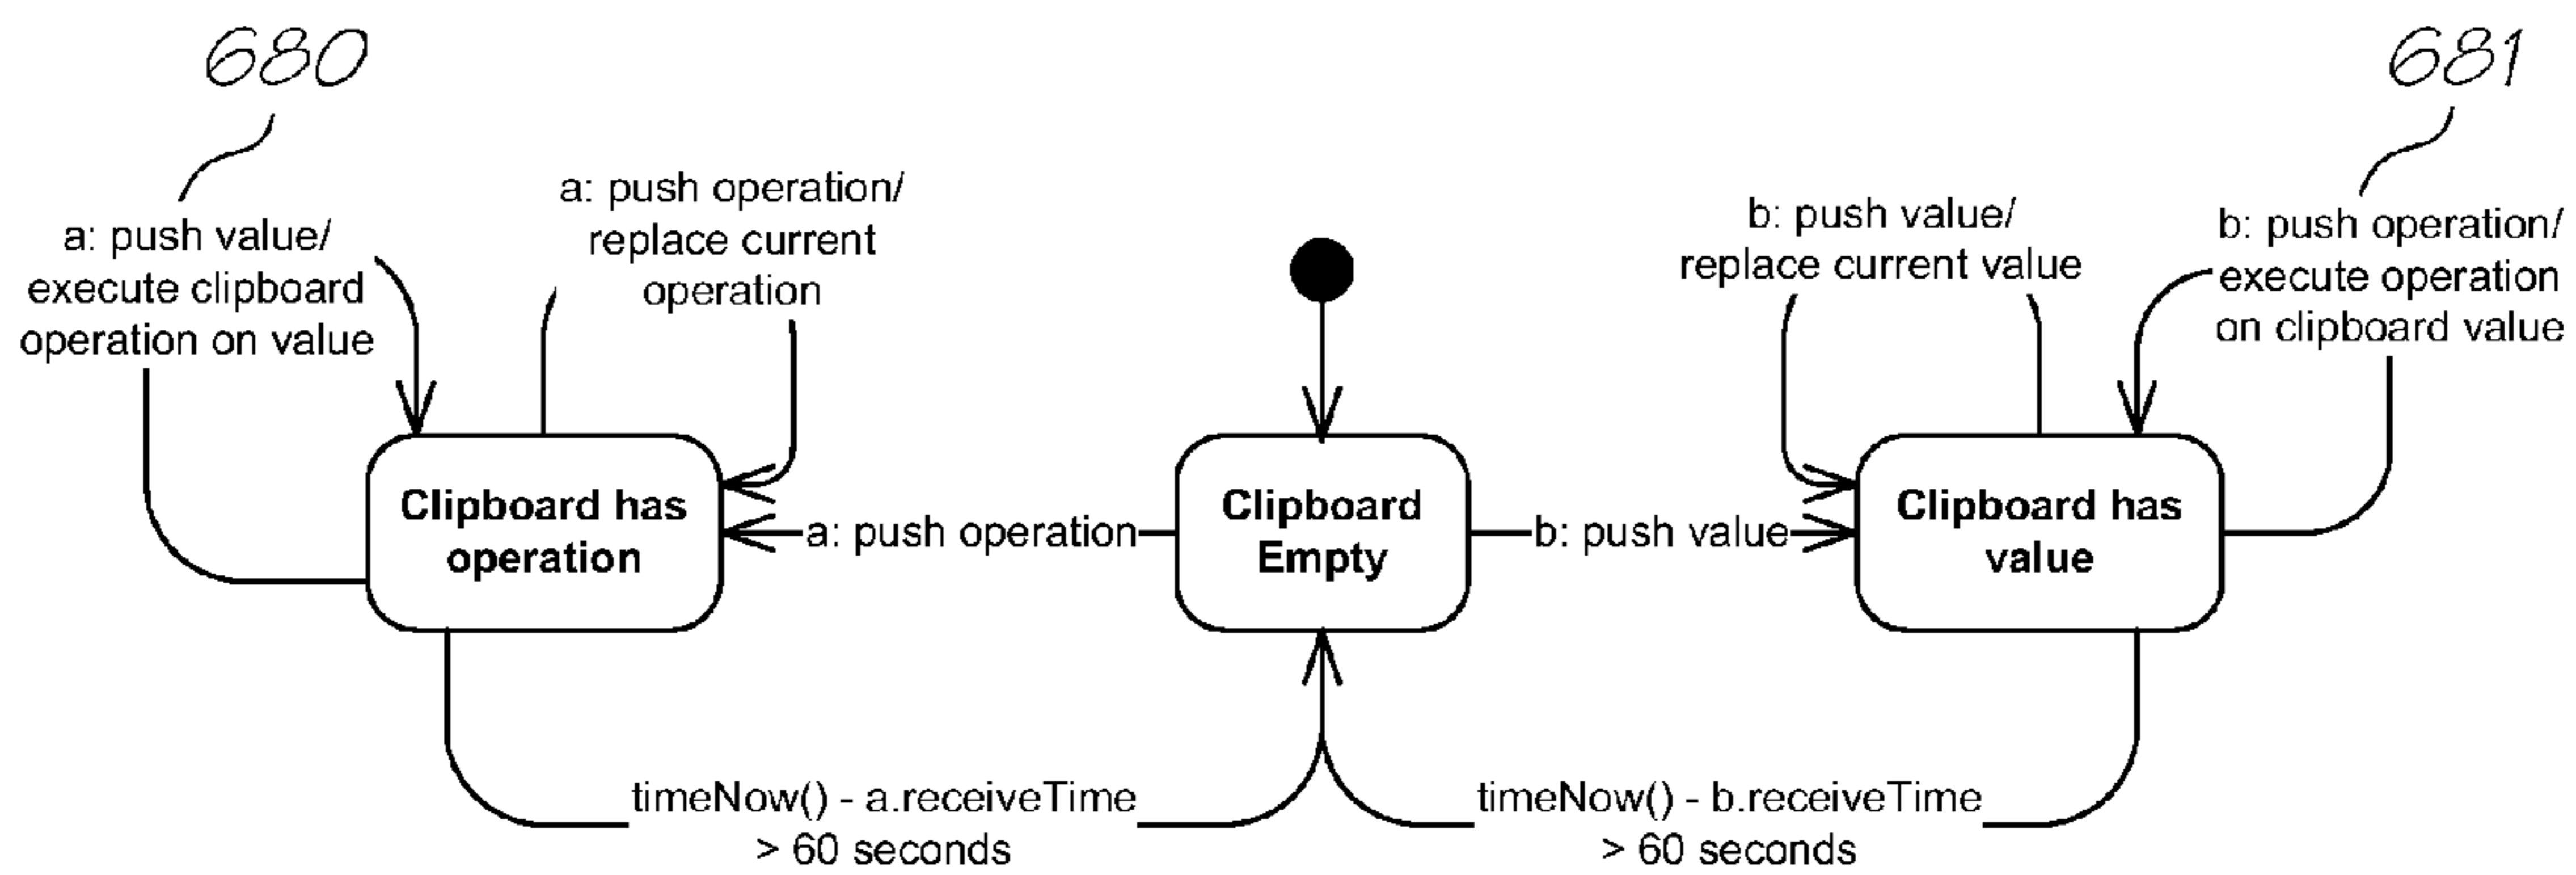 680
681
a: push value/
execute clipboard
operation on value
a: push operation/
replace current
operation
b: push value/
replace current value
b: push operation/
execute operation
on clipboard value
Clipboard has
operation
a: push operation
Clipboard
Empty
b: push value
Clipboard has
value
timeNow() - a.receiveTime
> 60 seconds
timeNow() - b.receiveTime
> 60 seconds